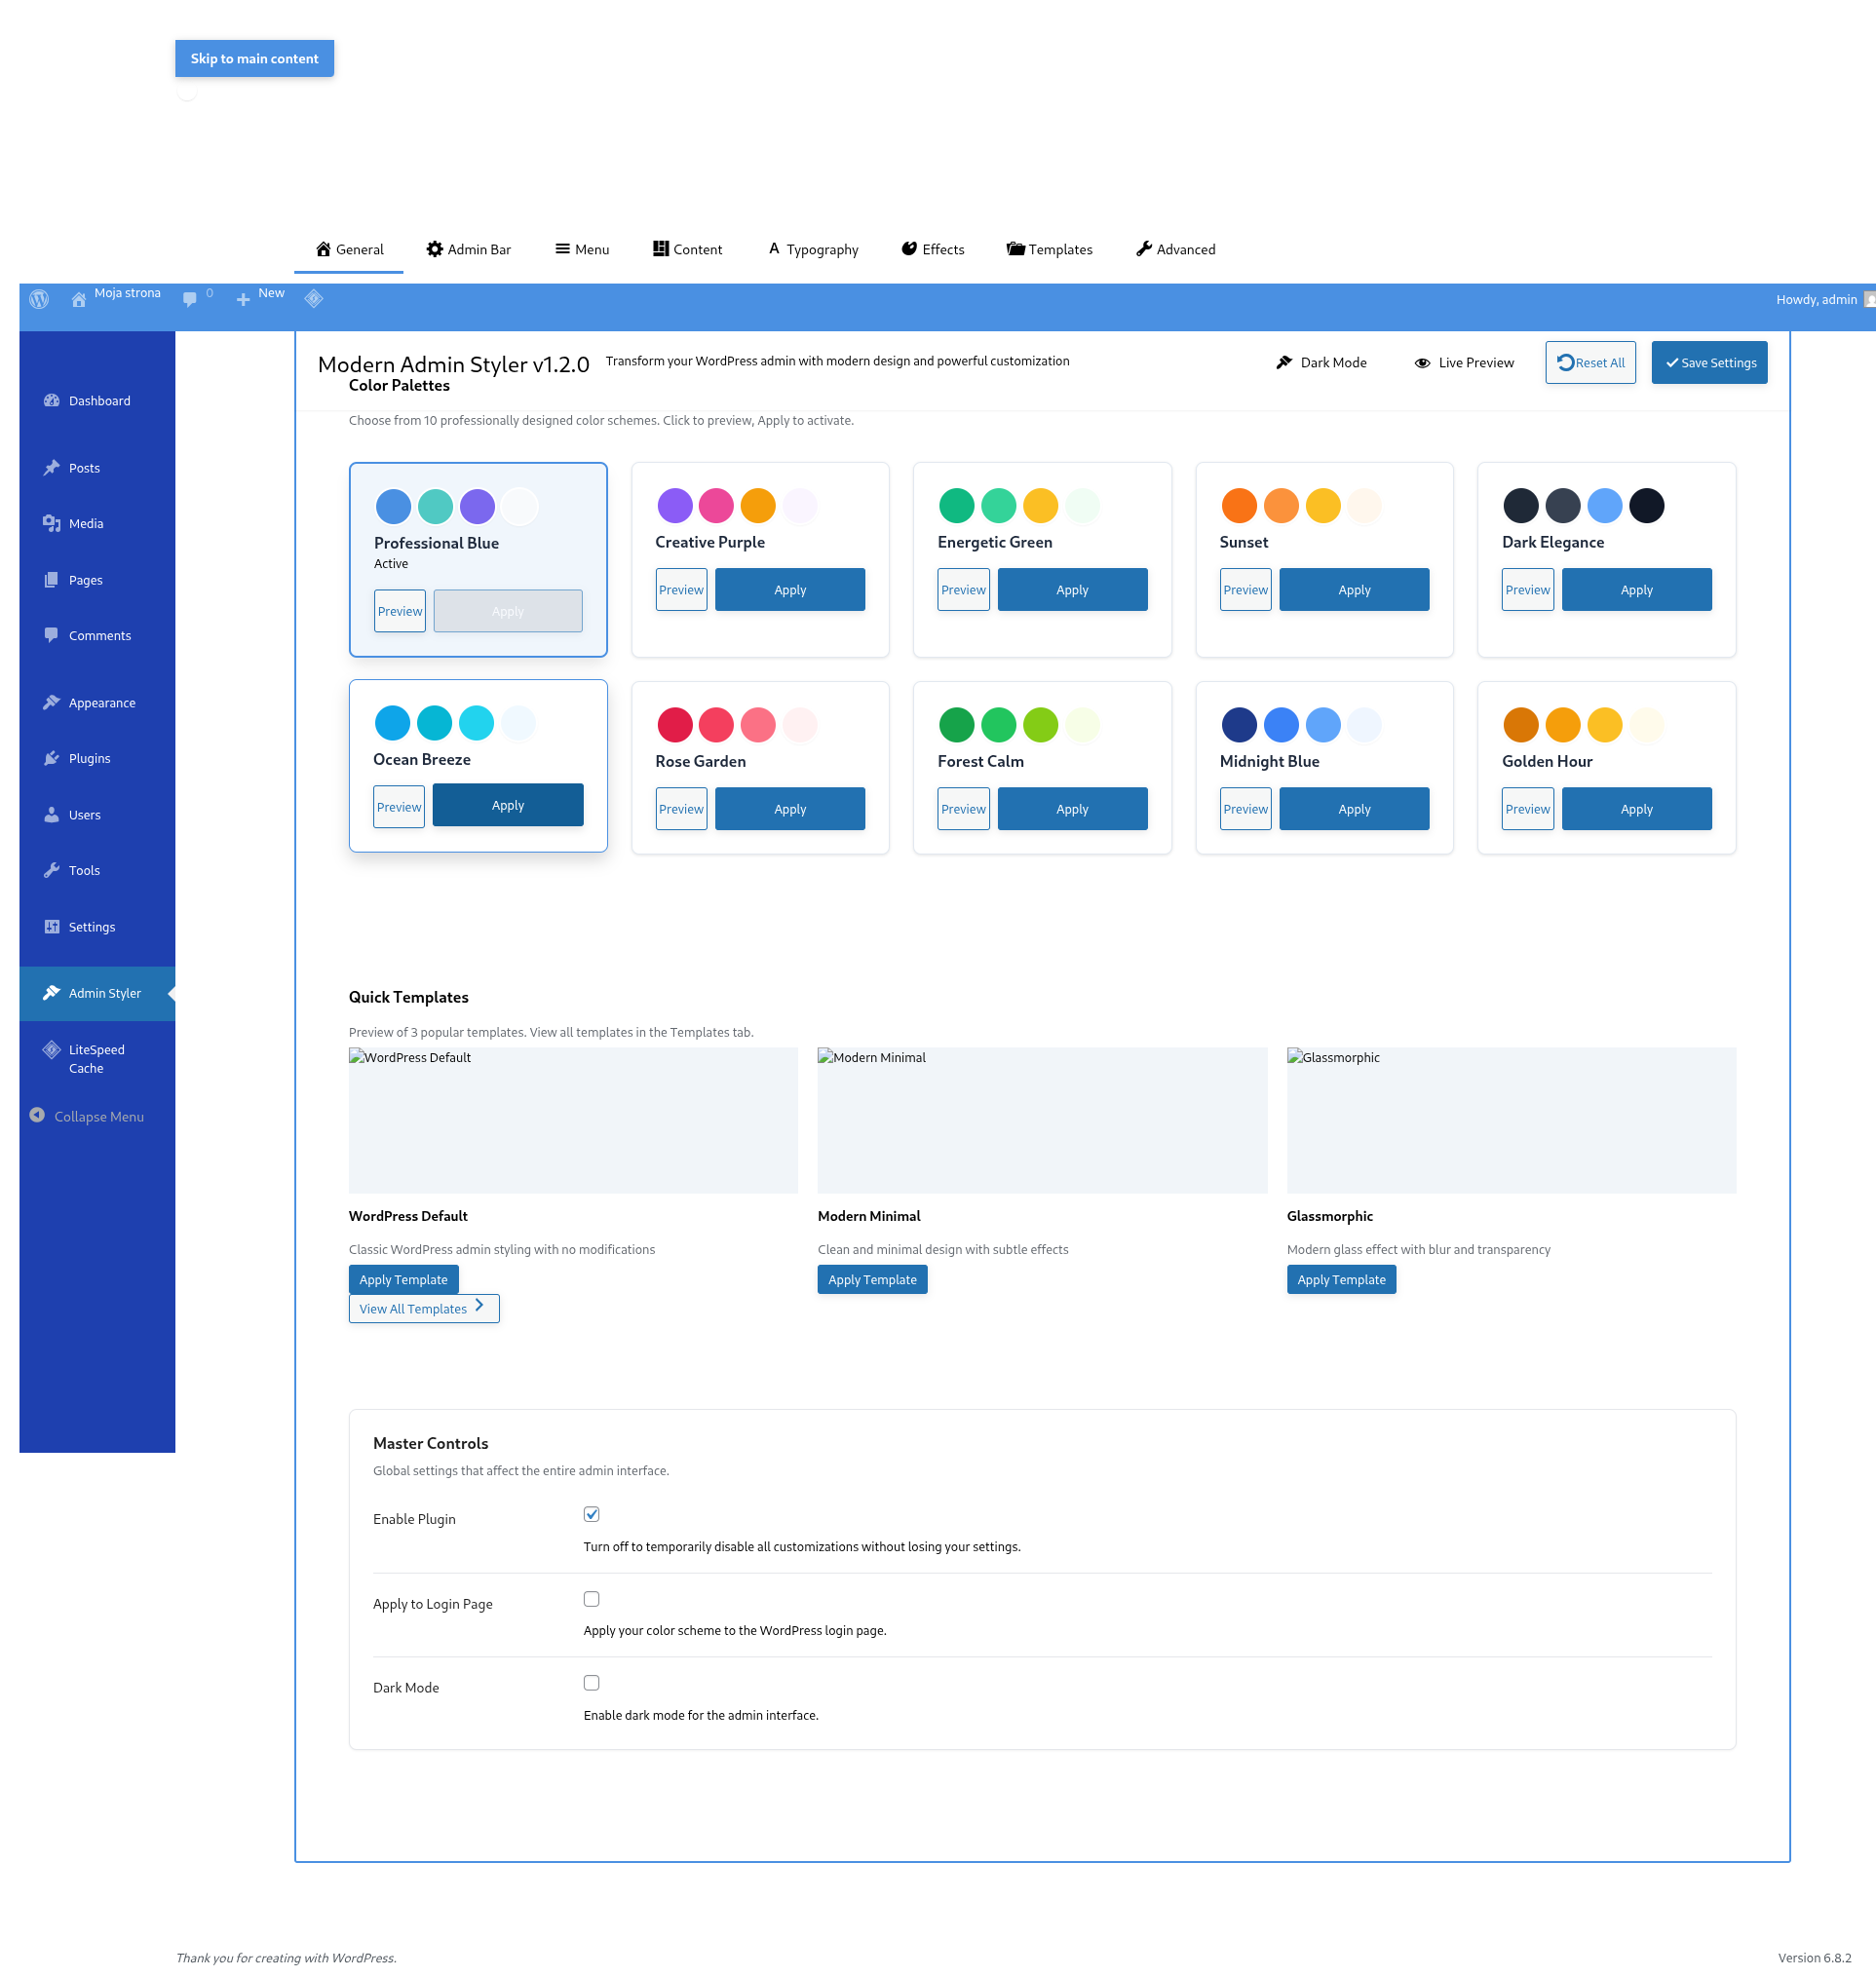 Skip to main content
General
Admin Bar
Menu
Content
Typography
Effects
Templates
Advanced
Moja strona
0
New
Howdy, admin
Modern Admin Styler v1.2.0
Transform your WordPress admin with modern design and powerful customization
Dark Mode
Live Preview
Reset All
Save Settings
Dashboard
Posts
Media
Pages
Comments
Appearance
Plugins
Users
Tools
Settings
Admin Styler
LiteSpeed
Cache
Collapse Menu
Color Palettes
Choose from 10 professionally designed color schemes. Click to preview, Apply to activate.
Professional Blue
Active
Preview
Apply
Creative Purple
Preview
Apply
Energetic Green
Preview
Apply
Sunset
Preview
Apply
Dark Elegance
Preview
Apply
Ocean Breeze
Preview
Apply
Rose Garden
Preview
Apply
Forest Calm
Preview
Apply
Midnight Blue
Preview
Apply
Golden Hour
Preview
Apply
Quick Templates
Preview of 3 popular templates. View all templates in the Templates tab.
WordPress Default
WordPress Default
Classic WordPress admin styling with no modifications
Apply Template
Modern Minimal
Modern Minimal
Clean and minimal design with subtle effects
Apply Template
Glassmorphic
Glassmorphic
Modern glass effect with blur and transparency
Apply Template
View All Templates
Master Controls
Global settings that affect the entire admin interface.
Enable Plugin
Turn off to temporarily disable all customizations without losing your settings.
Apply to Login Page
Apply your color scheme to the WordPress login page.
Dark Mode
Enable dark mode for the admin interface.
Thank you for creating with WordPress.
Version 6.8.2